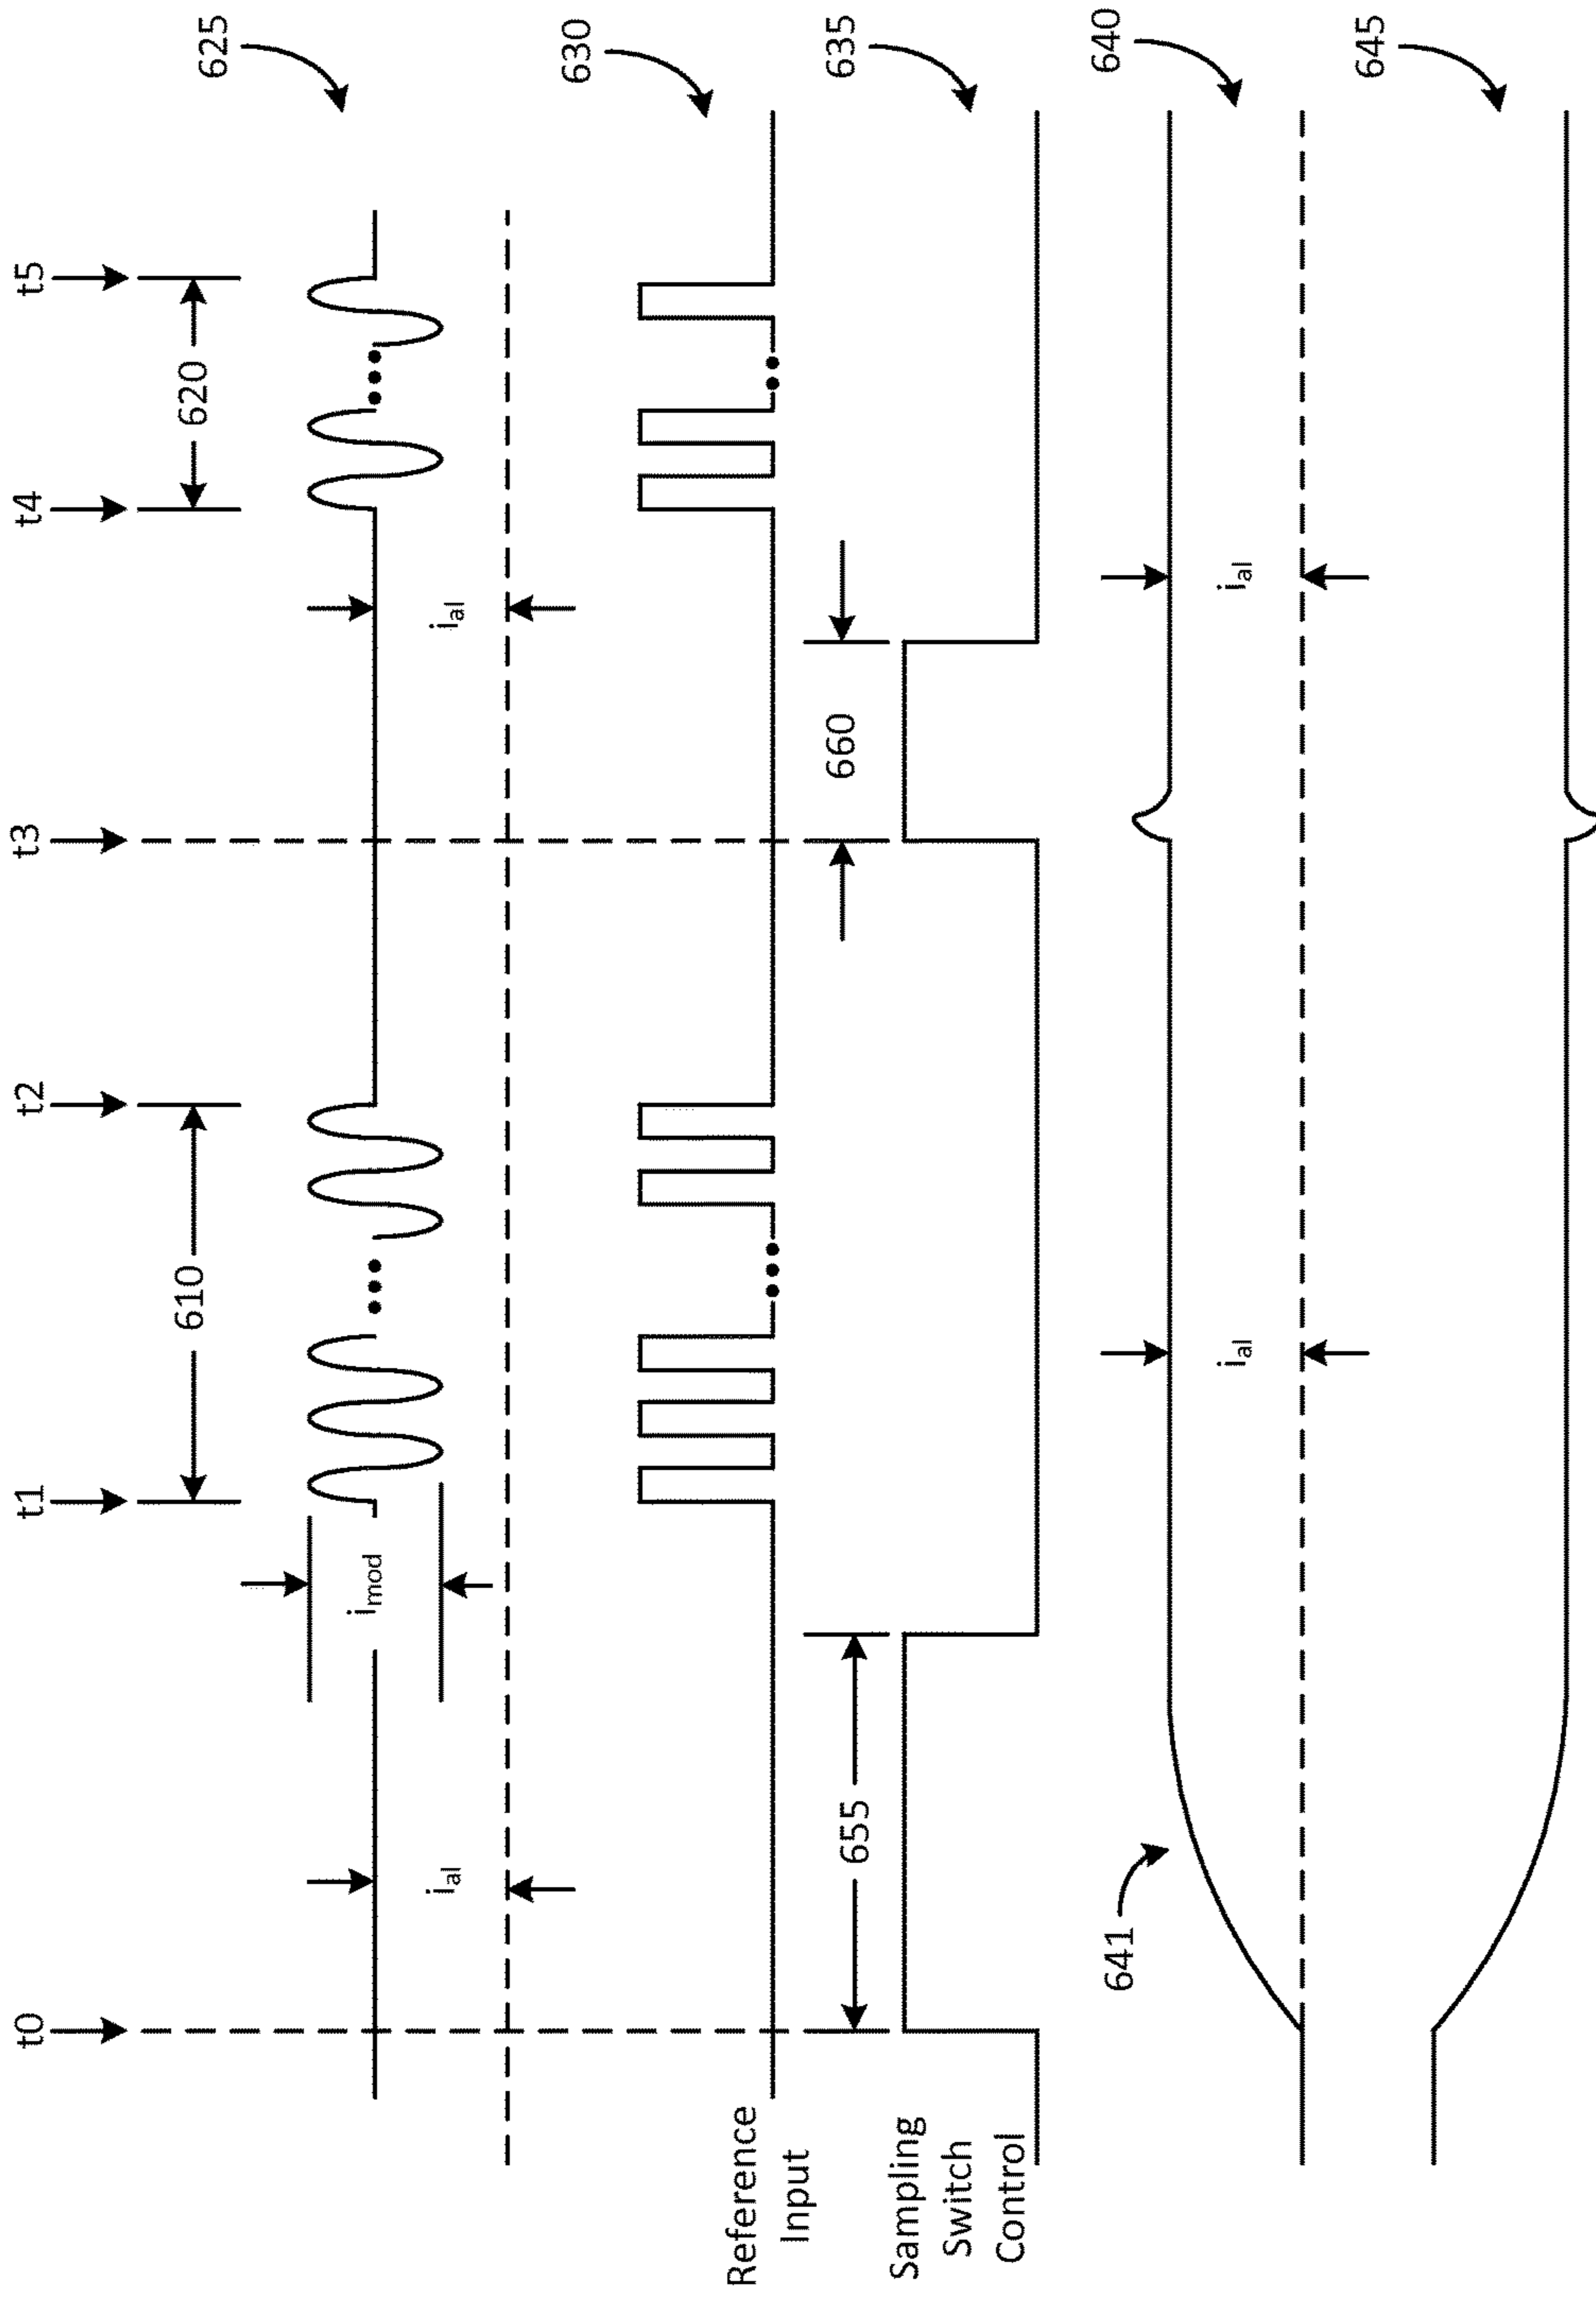 t0
t1
t2
t3
t4
t5
610
620
625
i_al
i_mod
i_al
630
Reference
Input
635
655
660
Sampling
Switch
Control
640
641
i_al
i_al
645